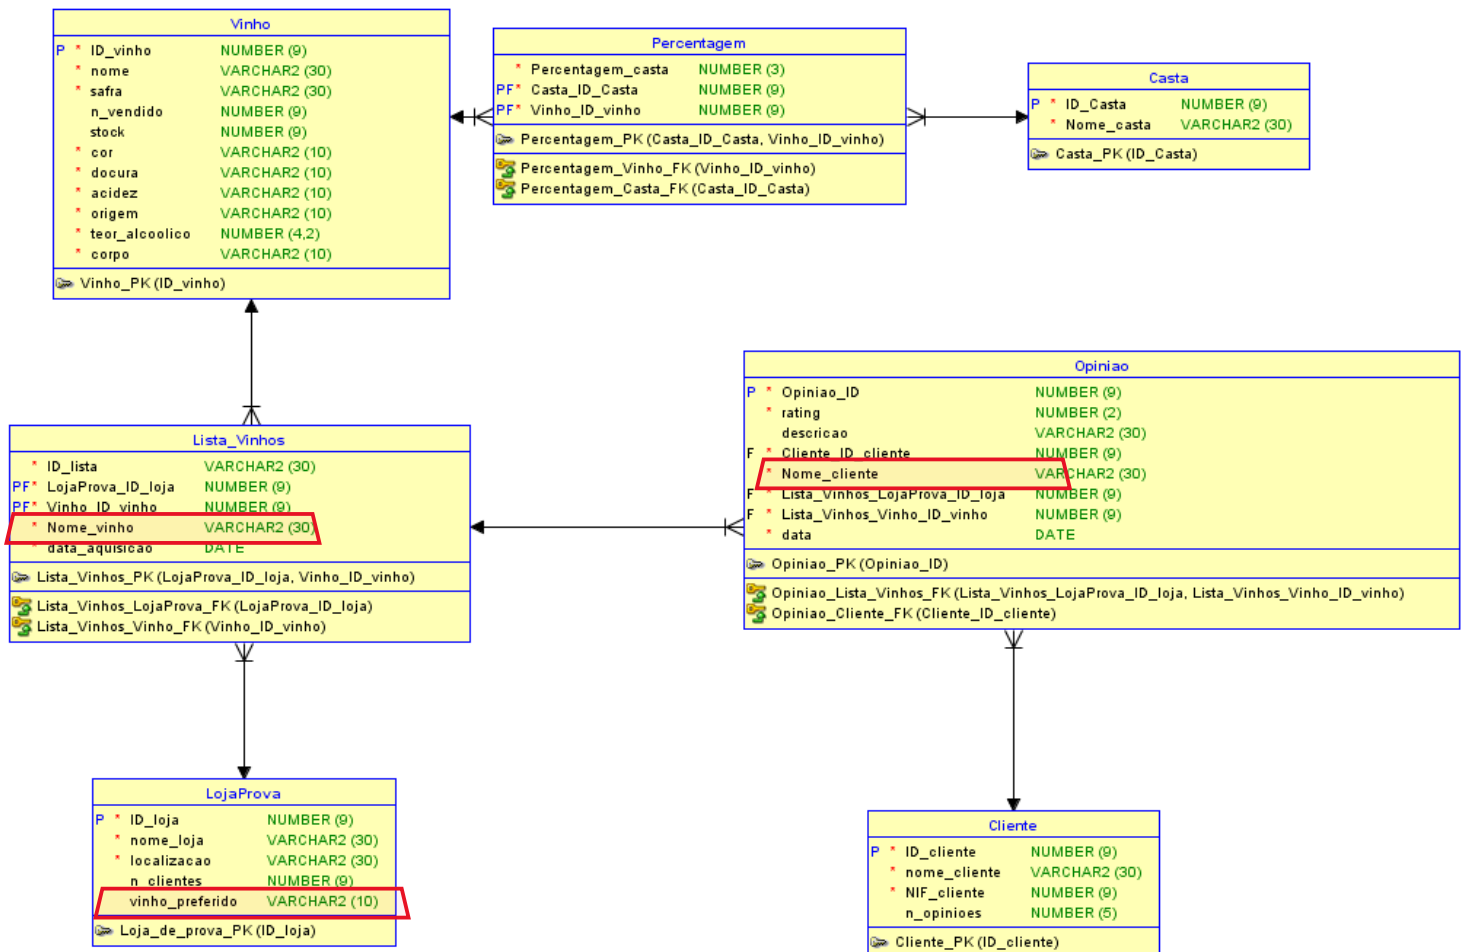 Vinho
P * ID_vinho NUMBER (9)
* nome VARCHAR2 (30)
* safra VARCHAR2 (30)
n_vendido NUMBER (9)
stock NUMBER (9)
* cor VARCHAR2 (10)
* docura VARCHAR2 (10)
* acidez VARCHAR2 (10)
* origem VARCHAR2 (10)
* teor_alcoolico NUMBER (4,2)
* corpo VARCHAR2 (10)
Vinho_PK (ID_vinho)
Percentagem
* Percentagem_casta NUMBER (3)
PF* Casta_ID_Casta NUMBER (9)
PF* Vinho_ID_vinho NUMBER (9)
Percentagem_PK (Casta_ID_Casta, Vinho_ID_vinho)
Percentagem_Vinho_FK (Vinho_ID_vinho)
Percentagem_Casta_FK (Casta_ID_Casta)
Casta
P * ID_Casta NUMBER (9)
* Nome_casta VARCHAR2 (30)
Casta_PK (ID_Casta)
Lista_Vinhos
* ID_lista VARCHAR2 (30)
PF* LojaProva_ID_loja NUMBER (9)
PF* Vinho_ID_vinho NUMBER (9)
* Nome_vinho VARCHAR2 (30)
* data_aquisicao DATE
Lista_Vinhos_PK (LojaProva_ID_loja, Vinho_ID_vinho)
Lista_Vinhos_LojaProva_FK (LojaProva_ID_loja)
Lista_Vinhos_Vinho_FK (Vinho_ID_vinho)
Opiniao
P * Opiniao_ID NUMBER (9)
* rating NUMBER (2)
descricao VARCHAR2 (30)
F * Cliente_ID_cliente NUMBER (9)
* Nome_cliente VARCHAR2 (30)
F * Lista_Vinhos_LojaProva_ID_loja NUMBER (9)
F * Lista_Vinhos_Vinho_ID_vinho NUMBER (9)
* data DATE
Opiniao_PK (Opiniao_ID)
Opiniao_Lista_Vinhos_FK (Lista_Vinhos_LojaProva_ID_loja, Lista_Vinhos_Vinho_ID_vinho)
Opiniao_Cliente_FK (Cliente_ID_cliente)
LojaProva
P * ID_loja NUMBER (9)
* nome_loja VARCHAR2 (30)
* localizacao VARCHAR2 (30)
n_clientes NUMBER (9)
vinho_preferido VARCHAR2 (10)
Loja_de_prova_PK (ID_loja)
Cliente
P * ID_cliente NUMBER (9)
* nome_cliente VARCHAR2 (30)
* NIF_cliente NUMBER (9)
n_opinioes NUMBER (5)
Cliente_PK (ID_cliente)